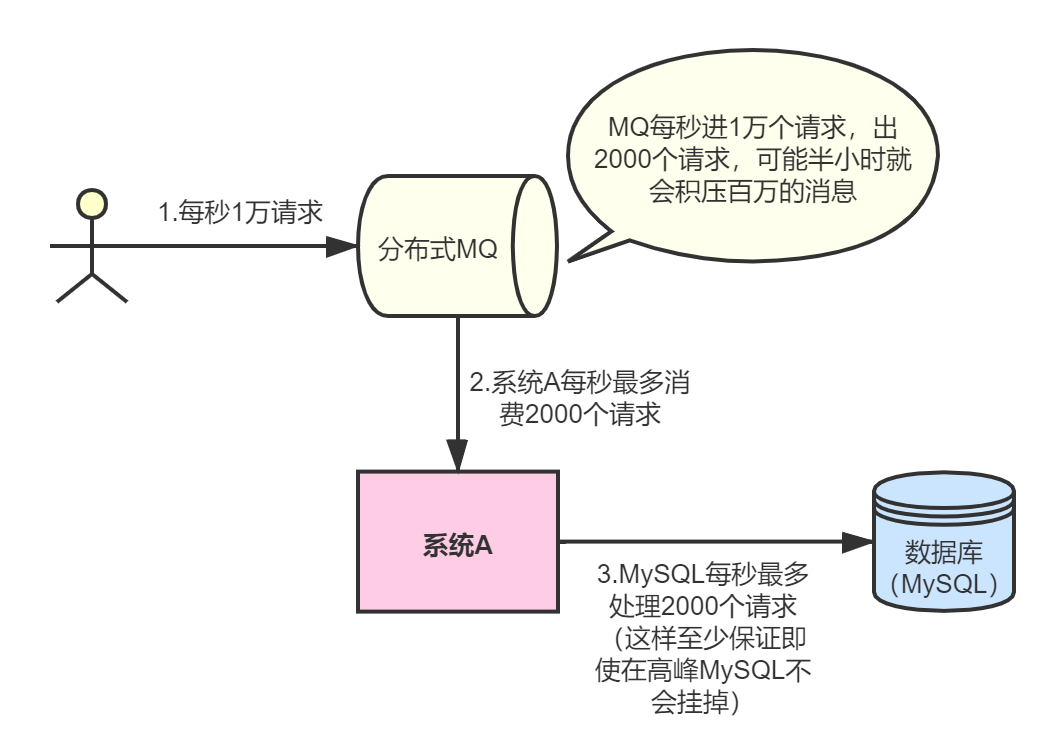 MQ每秒进1万个请求，出
2000个请求，可能半小时就
会积压百万的消息
1.每秒1万请求
分布式MQ
2.系统A每秒最多消
费2000个请求
系统A
数据库
（MySQL）
3.MySQL每秒最多
处理2000个请求
（这样至少保证即
使在高峰MySQL不
会挂掉）